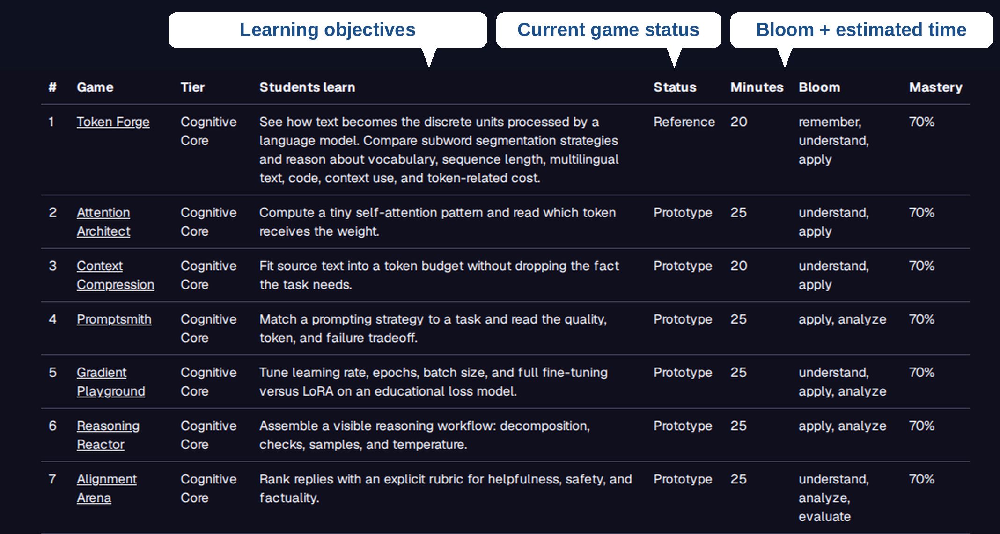 Learning objectives
Current game status
Bloom + estimated time
# Game Tier Students learn Status Minutes Bloom Mastery
1 Token Forge Cognitive See how text becomes the discrete units processed by a Reference 20 remember, 70%
Core language model. Compare subword segmentation strategies understand,
and reason about vocabulary, sequence length, multilingual apply
text, code, context use, and token-related cost.
2 Attention Cognitive Compute a tiny self-attention pattern and read which token Prototype 25 understand, 70%
Architect Core receives the weight. apply
3 Context Cognitive Fit source text into a token budget without dropping the fact Prototype 20 understand, 70%
Compression Core the task needs. apply
4 Promptsmith Cognitive Match a prompting strategy to a task and read the quality, Prototype 25 apply, analyze 70%
Core token, and failure tradeoff.
5 Gradient Cognitive Tune learning rate, epochs, batch size, and full fine-tuning Prototype 25 understand, 70%
Playground Core versus LoRA on an educational loss model. apply, analyze
6 Reasoning Cognitive Assemble a visible reasoning workflow: decomposition, Prototype 25 apply, analyze 70%
Reactor Core checks, samples, and temperature.
7 Alignment Cognitive Rank replies with an explicit rubric for helpfulness, safety, and Prototype 25 understand, 70%
Arena Core factuality. analyze,
evaluate